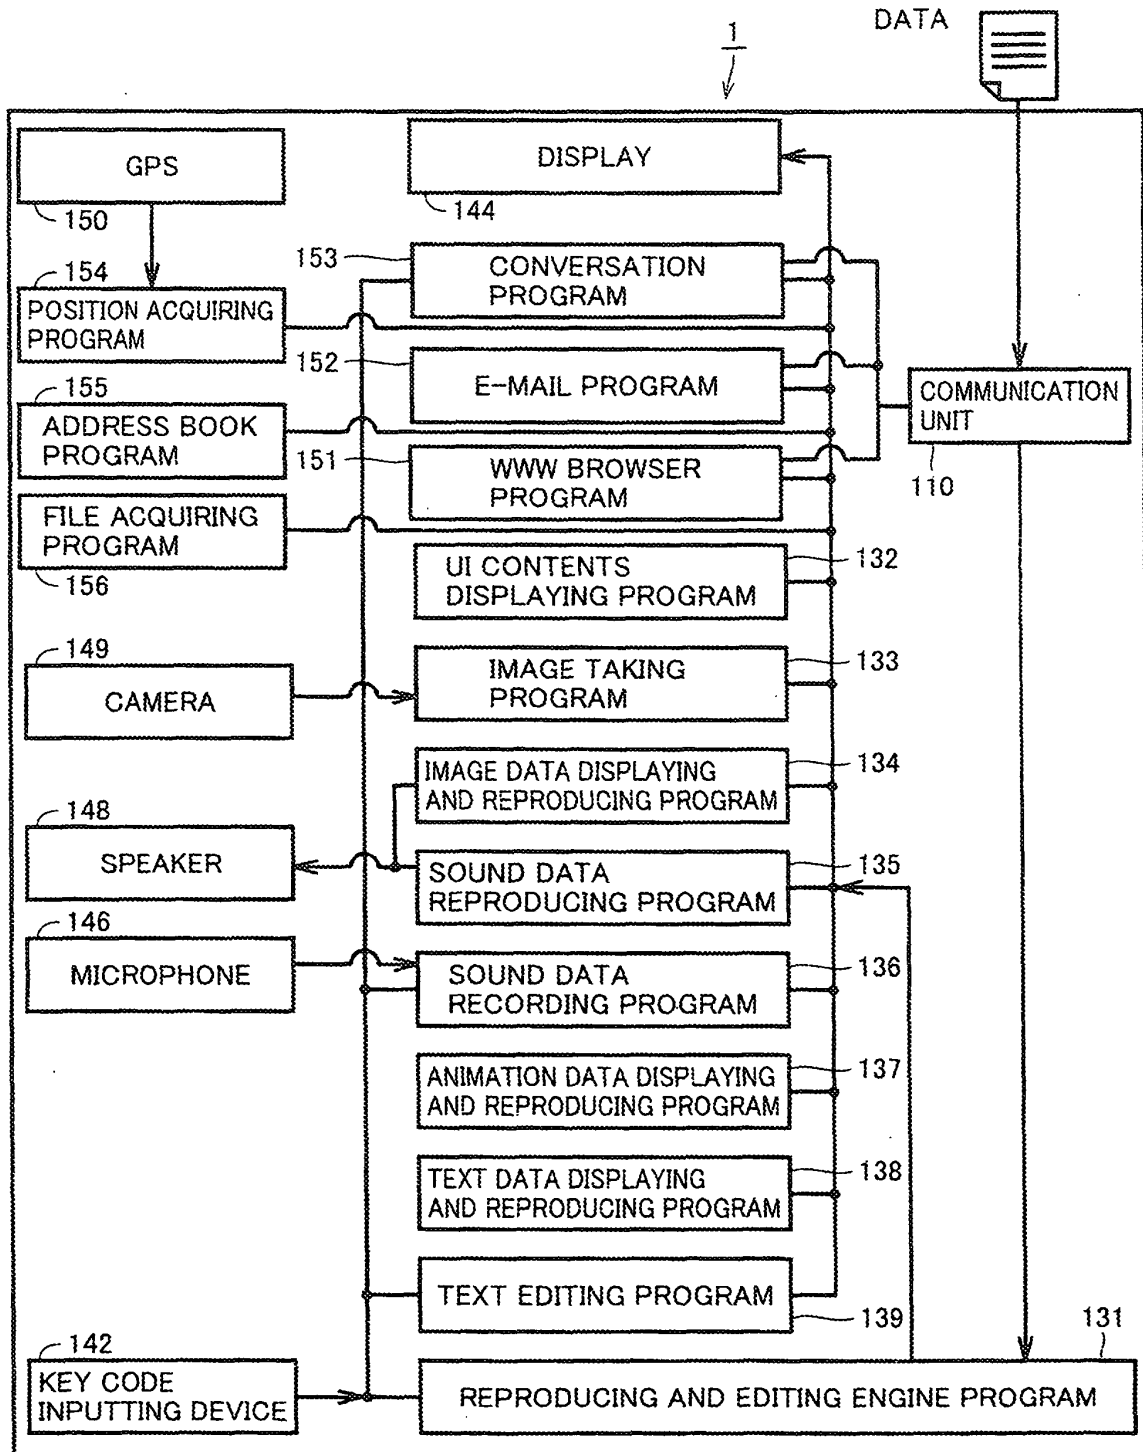 DATA
1
GPS
150
DISPLAY
144
153
CONVERSATION
PROGRAM
154
POSITION ACQUIRING
PROGRAM
152
E-MAIL PROGRAM
COMMUNICATION
UNIT
110
155
ADDRESS BOOK
PROGRAM
151
WWW BROWSER
PROGRAM
FILE ACQUIRING
PROGRAM
156
UI CONTENTS
DISPLAYING PROGRAM
132
149
CAMERA
IMAGE TAKING
PROGRAM
133
IMAGE DATA DISPLAYING
AND REPRODUCING PROGRAM
134
148
SPEAKER
SOUND DATA
REPRODUCING PROGRAM
135
146
MICROPHONE
SOUND DATA
RECORDING PROGRAM
136
ANIMATION DATA DISPLAYING
AND REPRODUCING PROGRAM
137
TEXT DATA DISPLAYING
AND REPRODUCING PROGRAM
138
TEXT EDITING PROGRAM
139
142
KEY CODE
INPUTTING DEVICE
131
REPRODUCING AND EDITING ENGINE PROGRAM